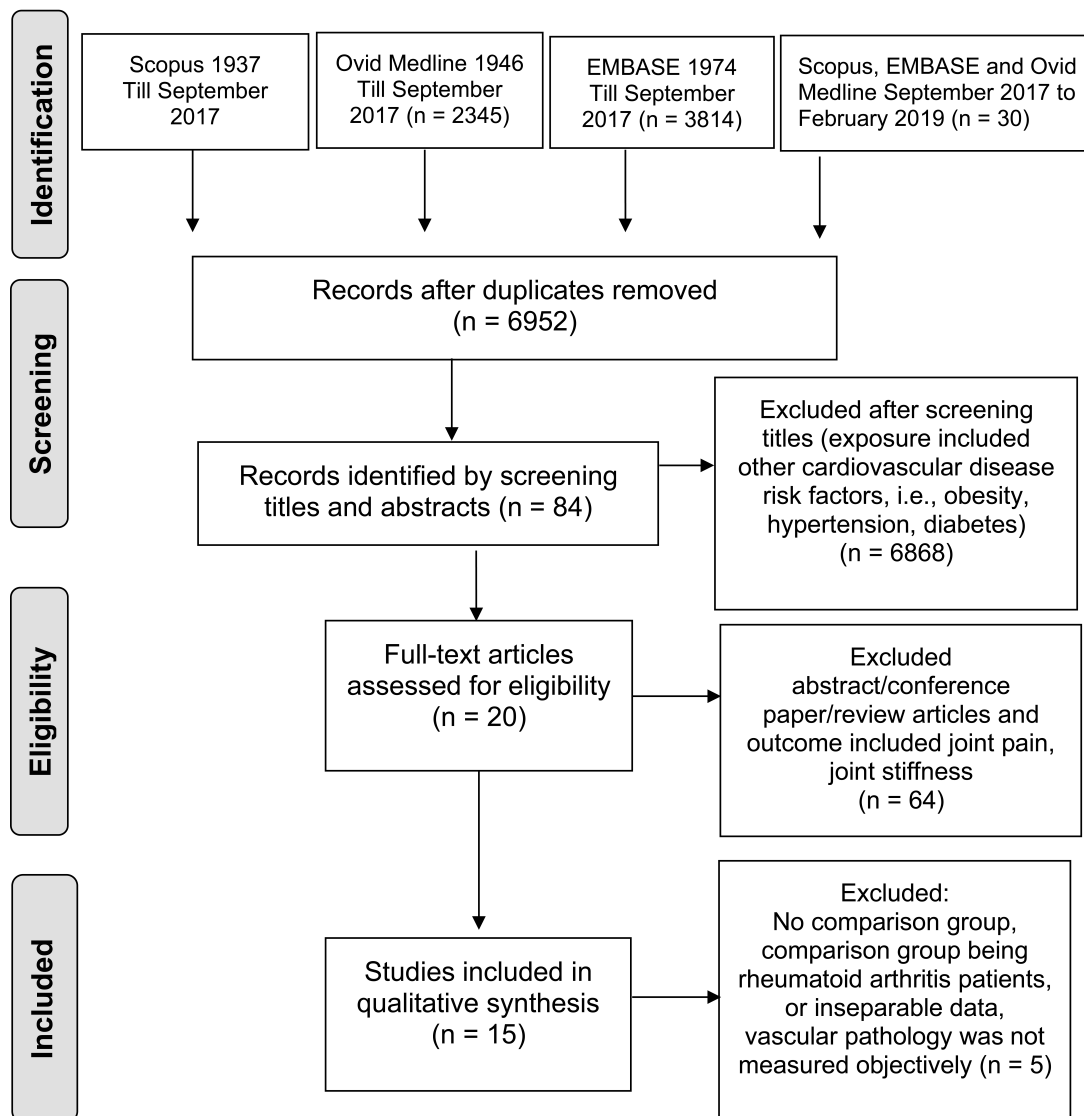 Identification
Scopus 1937
Till September
2017
Ovid Medline 1946
Till September
2017 (n = 2345)
EMBASE 1974
Till September
2017 (n = 3814)
Scopus, EMBASE and Ovid
Medline September 2017 to
February 2019 (n = 30)
Screening
Records after duplicates removed
(n = 6952)
Records identified by screening
titles and abstracts (n = 84)
Excluded after screening
titles (exposure included
other cardiovascular disease
risk factors, i.e., obesity,
hypertension, diabetes)
(n = 6868)
Eligibility
Full-text articles
assessed for eligibility
(n = 20)
Excluded
abstract/conference
paper/review articles and
outcome included joint pain,
joint stiffness
(n = 64)
Included
Studies included in
qualitative synthesis
(n = 15)
Excluded:
No comparison group,
comparison group being
rheumatoid arthritis patients,
or inseparable data,
vascular pathology was not
measured objectively (n = 5)